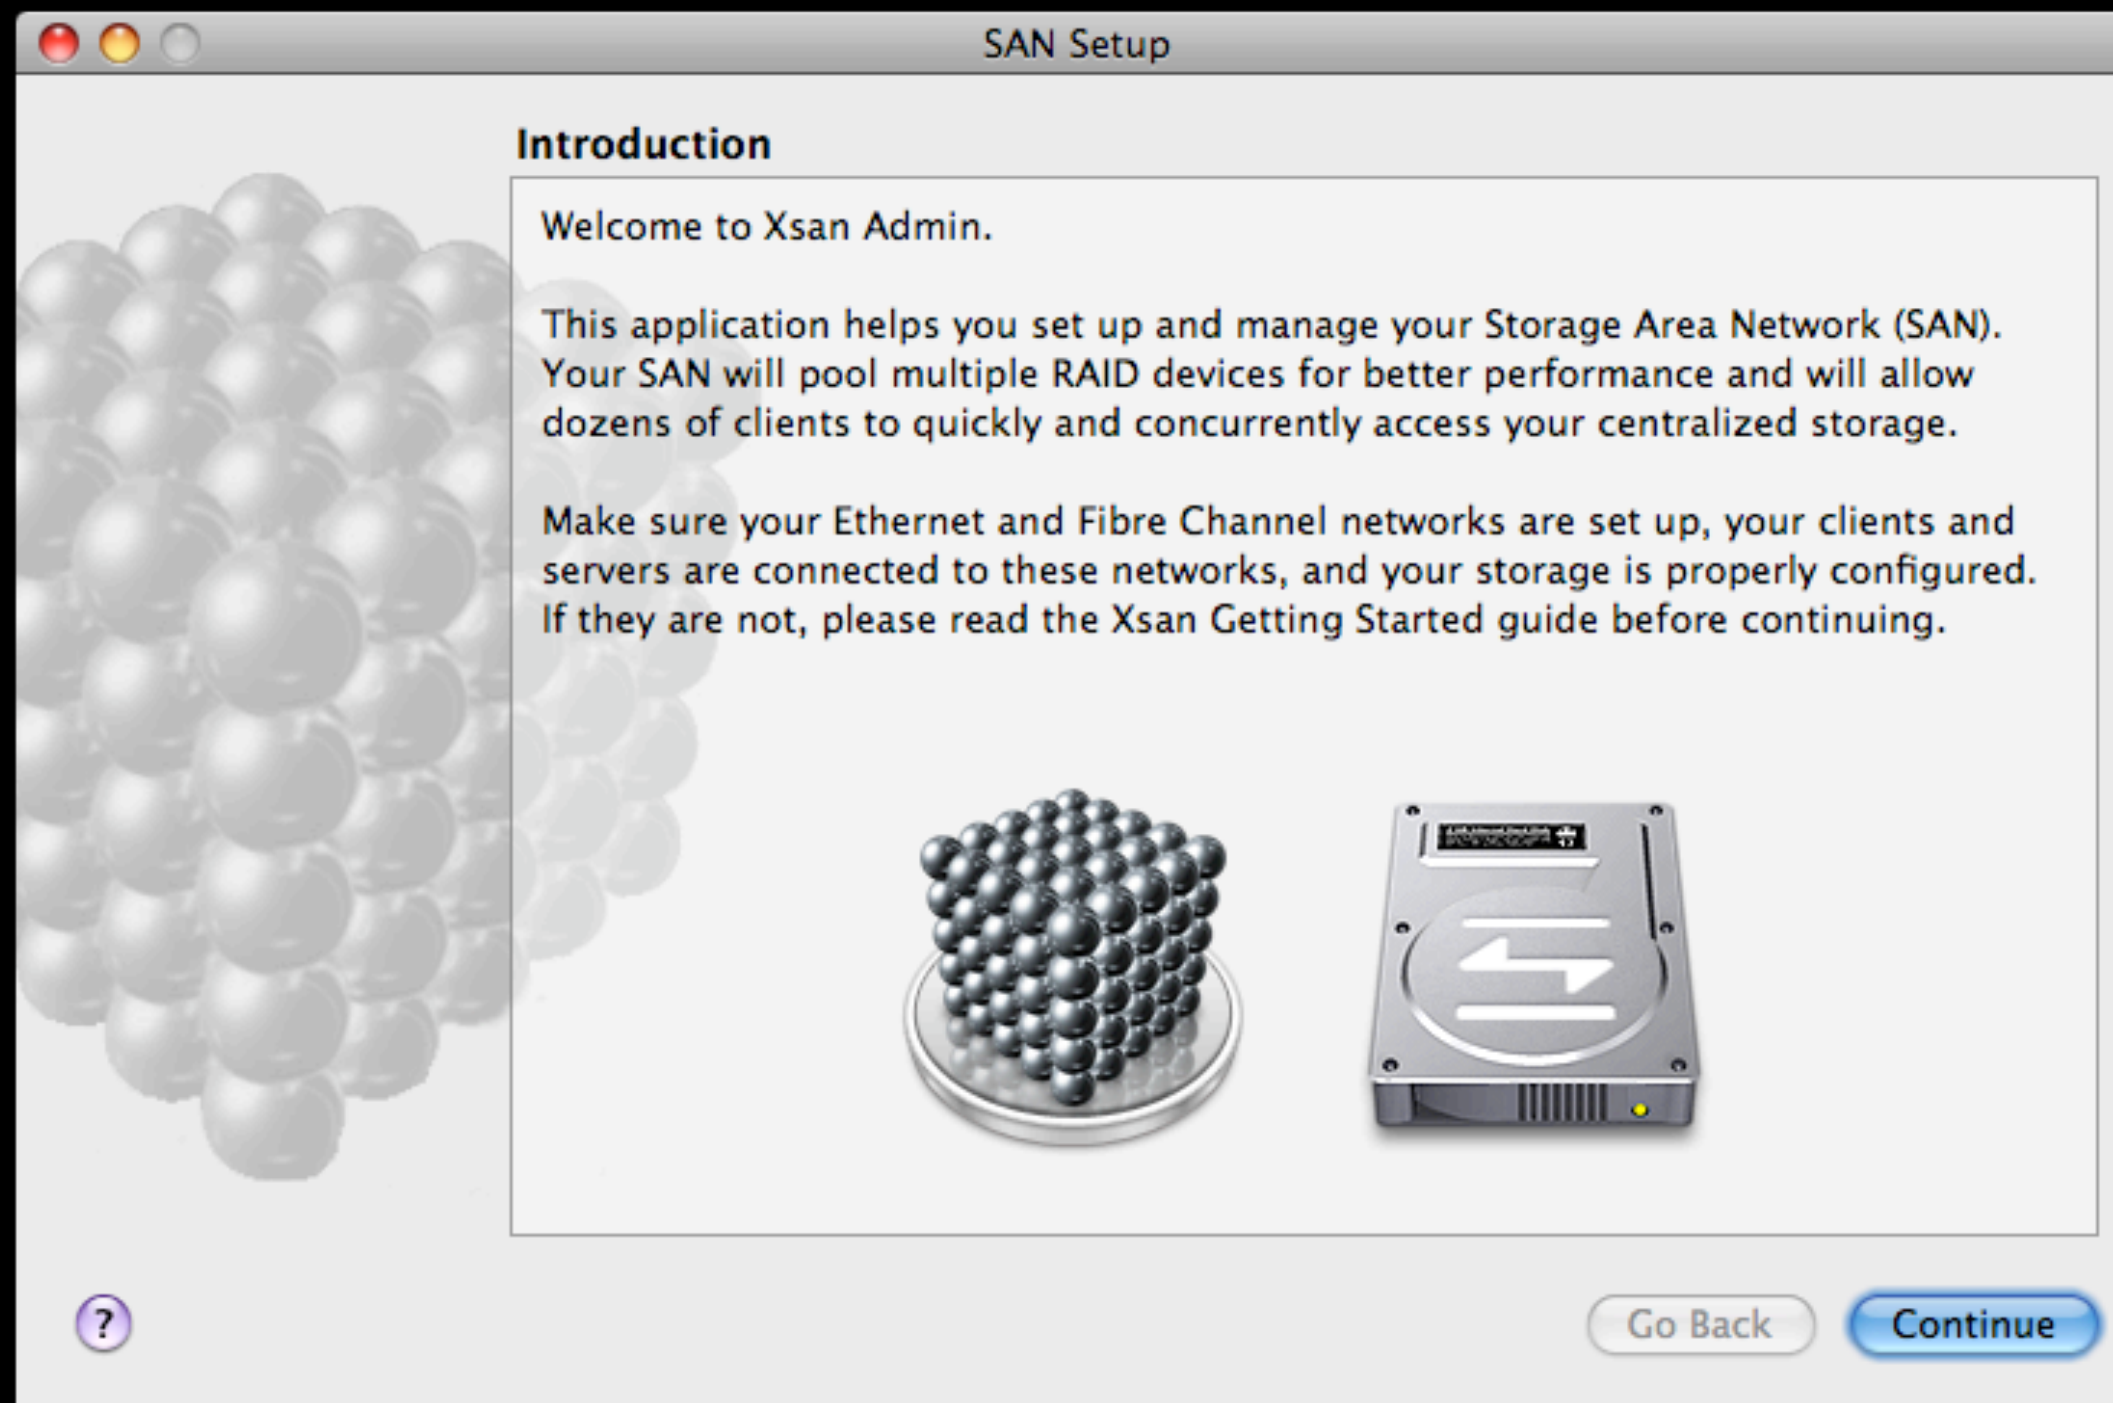 SAN Setup
Introduction
Welcome to Xsan Admin.
This application helps you set up and manage your Storage Area Network (SAN).
Your SAN will pool multiple RAID devices for better performance and will allow
dozens of clients to quickly and concurrently access your centralized storage.
Make sure your Ethernet and Fibre Channel networks are set up, your clients and
servers are connected to these networks, and your storage is properly configured.
If they are not, please read the Xsan Getting Started guide before continuing.
?
Go Back
Continue